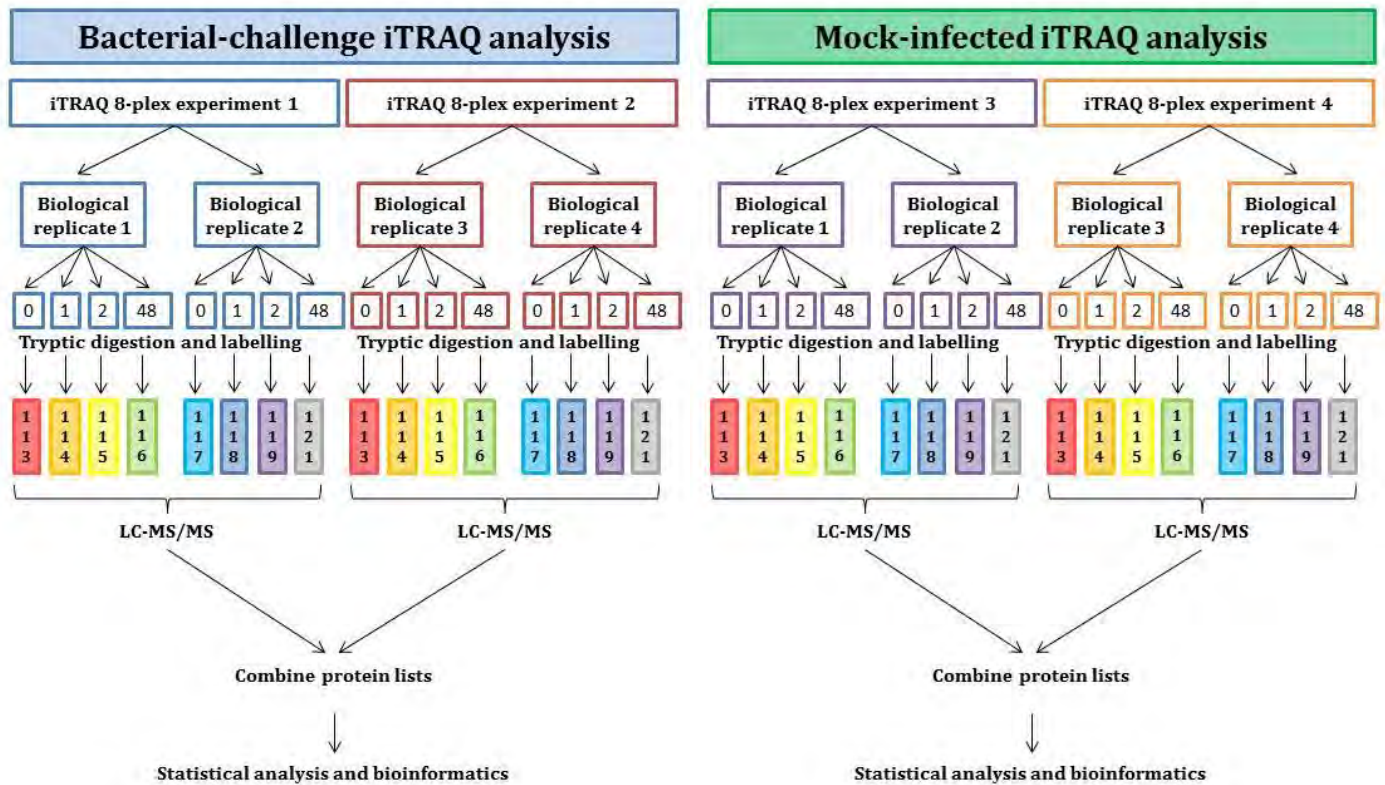 Bacterial-challenge iTRAQ analysis
Mock-infected iTRAQ analysis
iTRAQ 8-plex experiment 1
iTRAQ 8-plex experiment 2
iTRAQ 8-plex experiment 3
iTRAQ 8-plex experiment 4
Biological
replicate 1
Biological
replicate 2
Biological
replicate 3
Biological
replicate 4
Biological
replicate 1
Biological
replicate 2
Biological
replicate 3
Biological
replicate 4
0 1 2 48
0 1 2 48
0 1 2 48
0 1 2 48
0 1 2 48
0 1 2 48
0 1 2 48
0 1 2 48
Tryptic digestion and labelling
Tryptic digestion and labelling
Tryptic digestion and labelling
Tryptic digestion and labelling
113 114 115 116 117 118 119 121
113 114 115 116 117 118 119 121
113 114 115 116 117 118 119 121
113 114 115 116 117 118 119 121
LC-MS/MS
LC-MS/MS
LC-MS/MS
LC-MS/MS
Combine protein lists
Combine protein lists
Statistical analysis and bioinformatics
Statistical analysis and bioinformatics